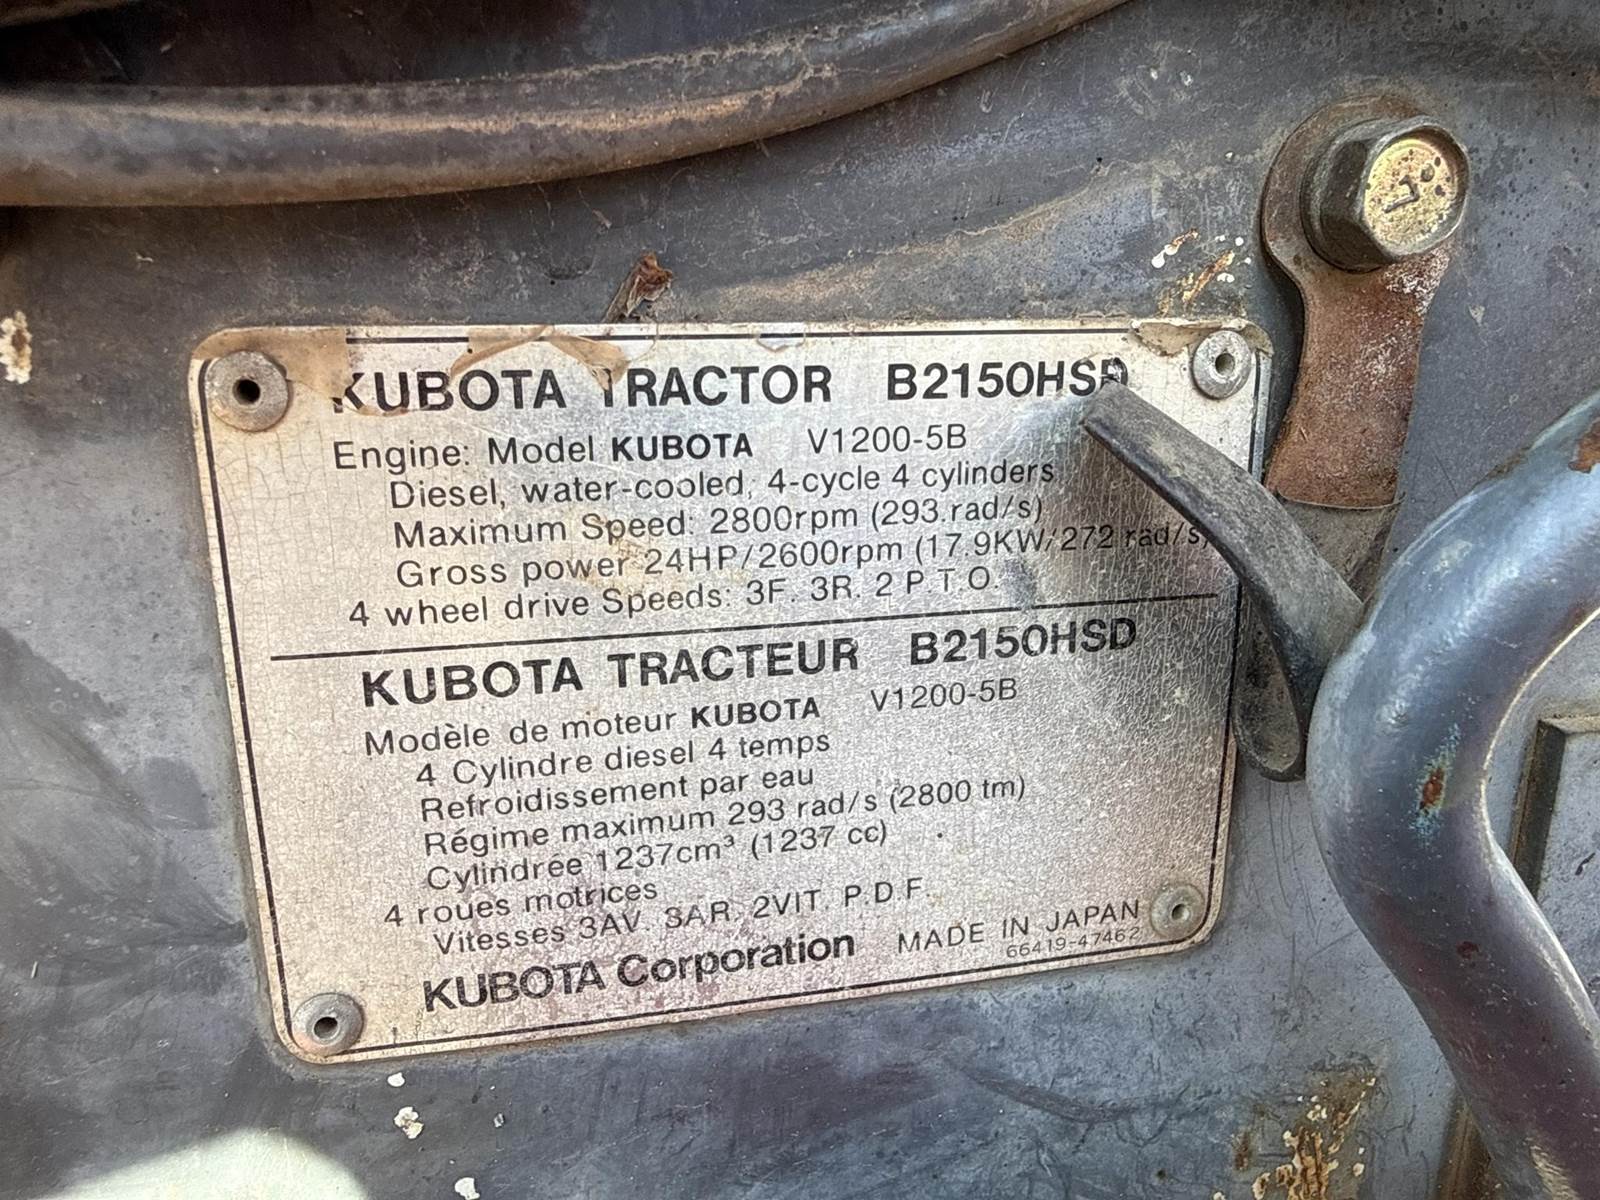 KUBOTA TRACTOR B2150HSD
Engine: Model KUBOTA V1200-5B
Diesel, water-cooled, 4-cycle 4 cylinders
Maximum Speed: 2800rpm (293.rad/s)
Gross power 24HP/2600rpm (17.9KW/272 rad/s)
4 wheel drive Speeds: 3F. 3R. 2 P.T.O.
KUBOTA TRACTEUR B2150HSD
Modèle de moteur KUBOTA V1200-5B
4 Cylindre diesel 4 temps
Refroidissement par eau
Régime maximum 293 rad/s (2800 tm)
Cylindrée 1237cm³ (1237 cc)
4 roues motrices
Vitesses 3AV. 3AR. 2VIT. P.D.F.
KUBOTA Corporation MADE IN JAPAN
66419-47462
7